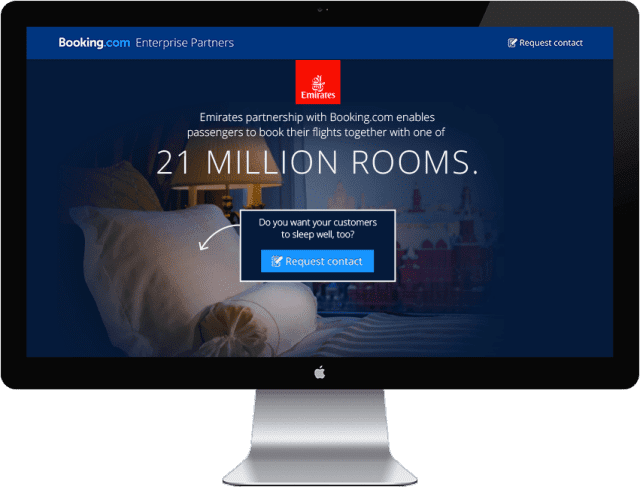 Booking.com Enterprise Partners
Request contact
Emirates
Emirates partnership with Booking.com enables
passengers to book their flights together with one of
21 MILLION ROOMS.
Do you want your customers
to sleep well, too?
Request contact